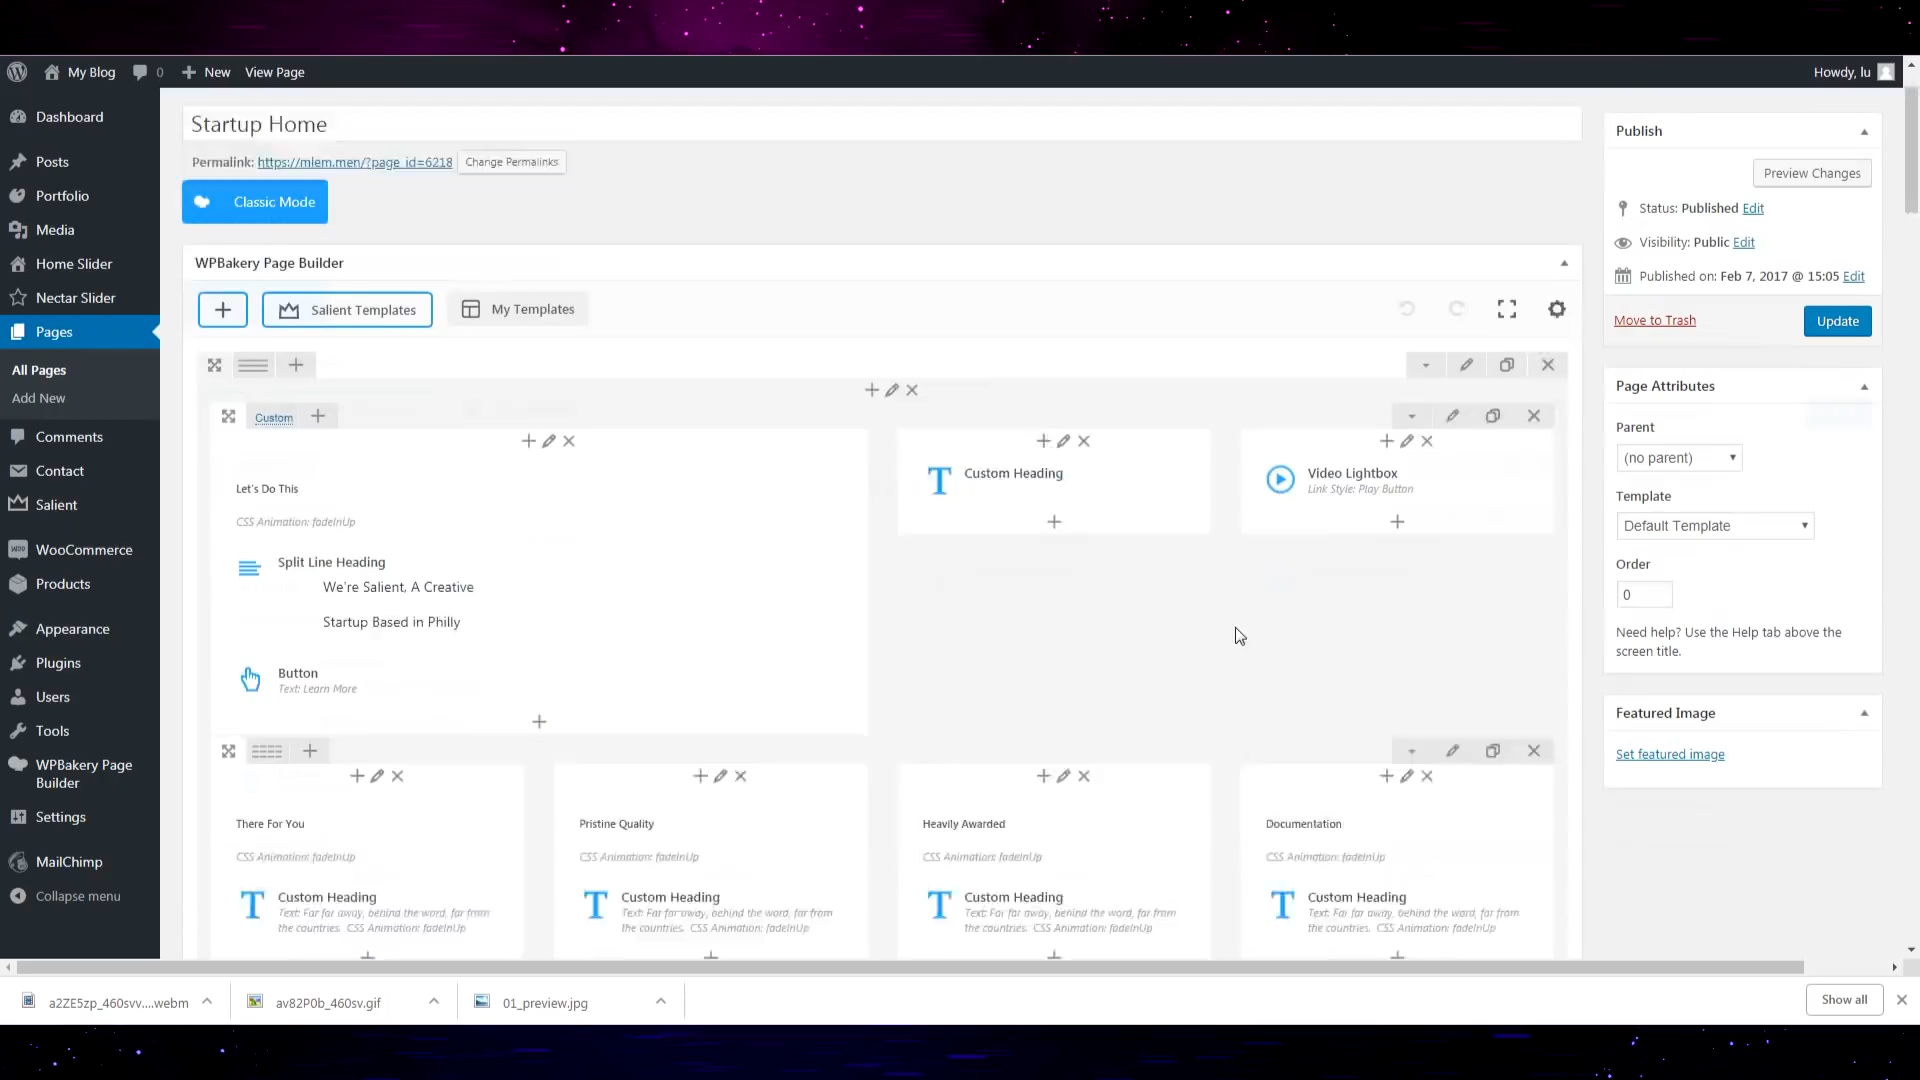 My Blog 0 New View Page Howdy, lu
Dashboard
Posts
Portfolio
Media
Home Slider
Nectar Slider
Pages
All Pages
Add New
Comments
Contact
Salient
WooCommerce
Products
Appearance
Plugins
Users
Tools
WPBakery Page
Builder
Settings
MailChimp
Collapse menu
Startup Home
Permalink: https://mlem.men/?page_id=6218 Change Permalinks
Classic Mode
WPBakery Page Builder
Salient Templates My Templates
Custom
Let's Do This
CSS Animation: fadeInUp
Split Line Heading
We're Salient, A Creative
Startup Based in Philly
Button
Text: Learn More
Custom Heading
Video Lightbox
Link Style: Play Button
There For You
CSS Animation: fadeInUp
Custom Heading
Text: Far far away, behind the word, far from
the countries. CSS Animation: fadeInUp
Pristine Quality
CSS Animation: fadeInUp
Custom Heading
Text: Far far away, behind the word, far from
the countries. CSS Animation: fadeInUp
Heavily Awarded
CSS Animation: fadeInUp
Custom Heading
Text: Far far away, behind the word, far from
the countries. CSS Animation: fadeInUp
Documentation
CSS Animation: fadeInUp
Custom Heading
Text: Far far away, behind the word, far from
the countries. CSS Animation: fadeInUp
Publish
Preview Changes
Status: Published Edit
Visibility: Public Edit
Published on: Feb 7, 2017 @ 15:05 Edit
Move to Trash Update
Page Attributes
Parent
(no parent)
Template
Default Template
Order
0
Need help? Use the Help tab above the
screen title.
Featured Image
Set featured image
a2ZE5zp_460svv....webm av82P0b_460sv.gif 01_preview.jpg Show all